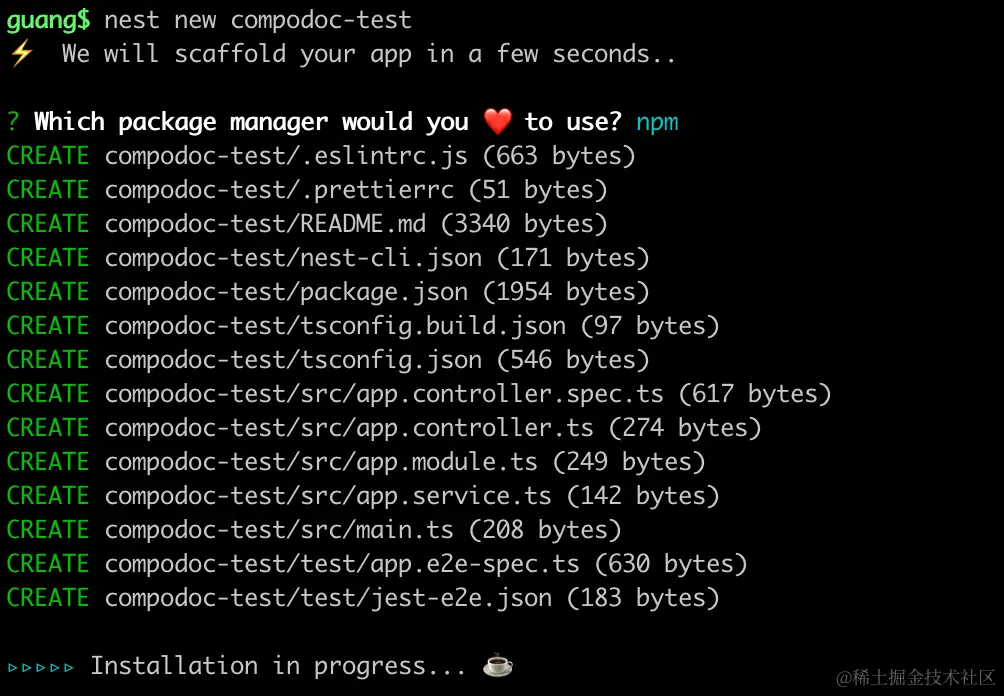 guang$ nest new compodoc-test
⚡ We will scaffold your app in a few seconds..
? Which package manager would you ❤️ to use? npm
CREATE compodoc-test/.eslintrc.js (663 bytes)
CREATE compodoc-test/.prettierrc (51 bytes)
CREATE compodoc-test/README.md (3340 bytes)
CREATE compodoc-test/nest-cli.json (171 bytes)
CREATE compodoc-test/package.json (1954 bytes)
CREATE compodoc-test/tsconfig.build.json (97 bytes)
CREATE compodoc-test/tsconfig.json (546 bytes)
CREATE compodoc-test/src/app.controller.spec.ts (617 bytes)
CREATE compodoc-test/src/app.controller.ts (274 bytes)
CREATE compodoc-test/src/app.module.ts (249 bytes)
CREATE compodoc-test/src/app.service.ts (142 bytes)
CREATE compodoc-test/src/main.ts (208 bytes)
CREATE compodoc-test/test/app.e2e-spec.ts (630 bytes)
CREATE compodoc-test/test/jest-e2e.json (183 bytes)
▹▹▹▹▹ Installation in progress... ☕
@稀土掘金技术社区